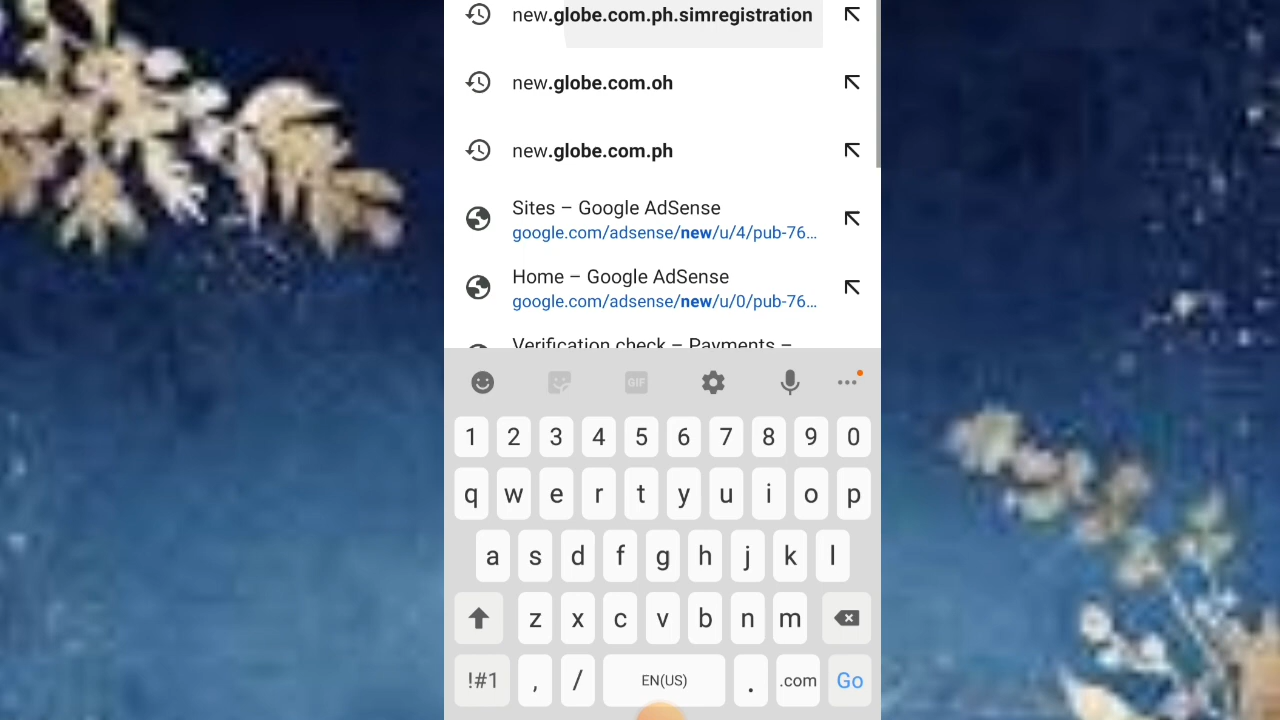 new.globe.com.ph.simregistration
new.globe.com.oh
new.globe.com.ph
Sites – Google AdSense
google.com/adsense/new/u/4/pub-76...
Home – Google AdSense
google.com/adsense/new/u/0/pub-76...
Verification check – Payments –
GIF
1 2 3 4 5 6 7 8 9 0
q w e r t y u i o p
a s d f g h j k l
z x c v b n m
!#1 , / EN(US) . .com Go